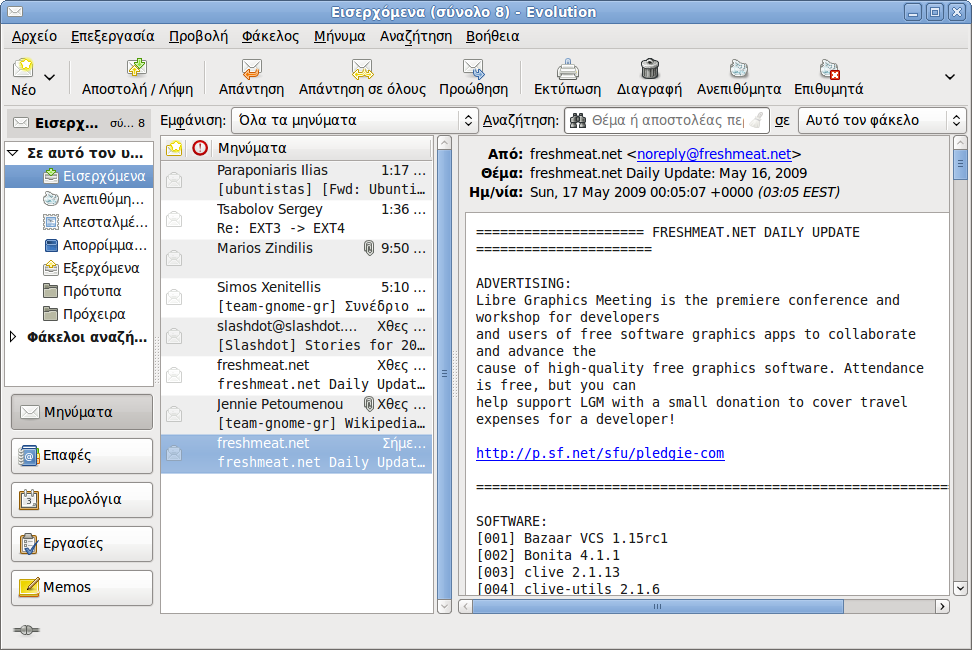 Εισερχόμενα (σύνολο 8) - Evolution
Αρχείο Επεξεργασία Προβολή Φάκελος Μήνυμα Αναζήτηση Βοήθεια
Νέο Αποστολή / Λήψη Απάντηση Απάντηση σε όλους Προώθηση Εκτύπωση Διαγραφή Ανεπιθύμητα Επιθυμητά
Εισερχ... σύ... 8
Εμφάνιση: Όλα τα μηνύματα Αναζήτηση: Θέμα ή αποστολέας περ σε Αυτό τον φάκελο
Σε αυτό τον υ...
Εισερχόμενα
Ανεπιθύμη...
Απεσταλμέ...
Απορρίμμα...
Εξερχόμενα
Πρότυπα
Πρόχειρα
Φάκελοι αναζή...
Μηνύματα
Επαφές
Ημερολόγια
Εργασίες
Memos
Μηνύματα
Paraponiaris Ilias 1:17 ...
[ubuntistas] [Fwd: Ubunti...
Tsabolov Sergey 1:36 ...
Re: EXT3 -> EXT4
Marios Zindilis 9:50 ...
Simos Xenitellis 5:10 ...
[team-gnome-gr] Συνέδριο ...
slashdot@slashdot.... Χθες ...
[Slashdot] Stories for 20...
freshmeat.net Χθες ...
freshmeat.net Daily Updat...
Jennie Petoumenou Χθες ...
[team-gnome-gr] Wikipedia...
freshmeat.net Σήμε...
freshmeat.net Daily Updat...
Από: freshmeat.net <noreply@freshmeat.net>
Θέμα: freshmeat.net Daily Update: May 16, 2009
Ημ/νία: Sun, 17 May 2009 00:05:07 +0000 (03:05 EEST)
===================== FRESHMEAT.NET DAILY UPDATE
======================
ADVERTISING:
Libre Graphics Meeting is the premiere conference and
workshop for developers
and users of free software graphics apps to collaborate
and advance the
cause of high-quality free graphics software. Attendance
is free, but you can
help support LGM with a small donation to cover travel
expenses for a developer!
http://p.sf.net/sfu/pledgie-com
===========================================================
SOFTWARE:
[001] Bazaar VCS 1.15rc1
[002] Bonita 4.1.1
[003] clive 2.1.13
[004] clive-utils 2.1.6